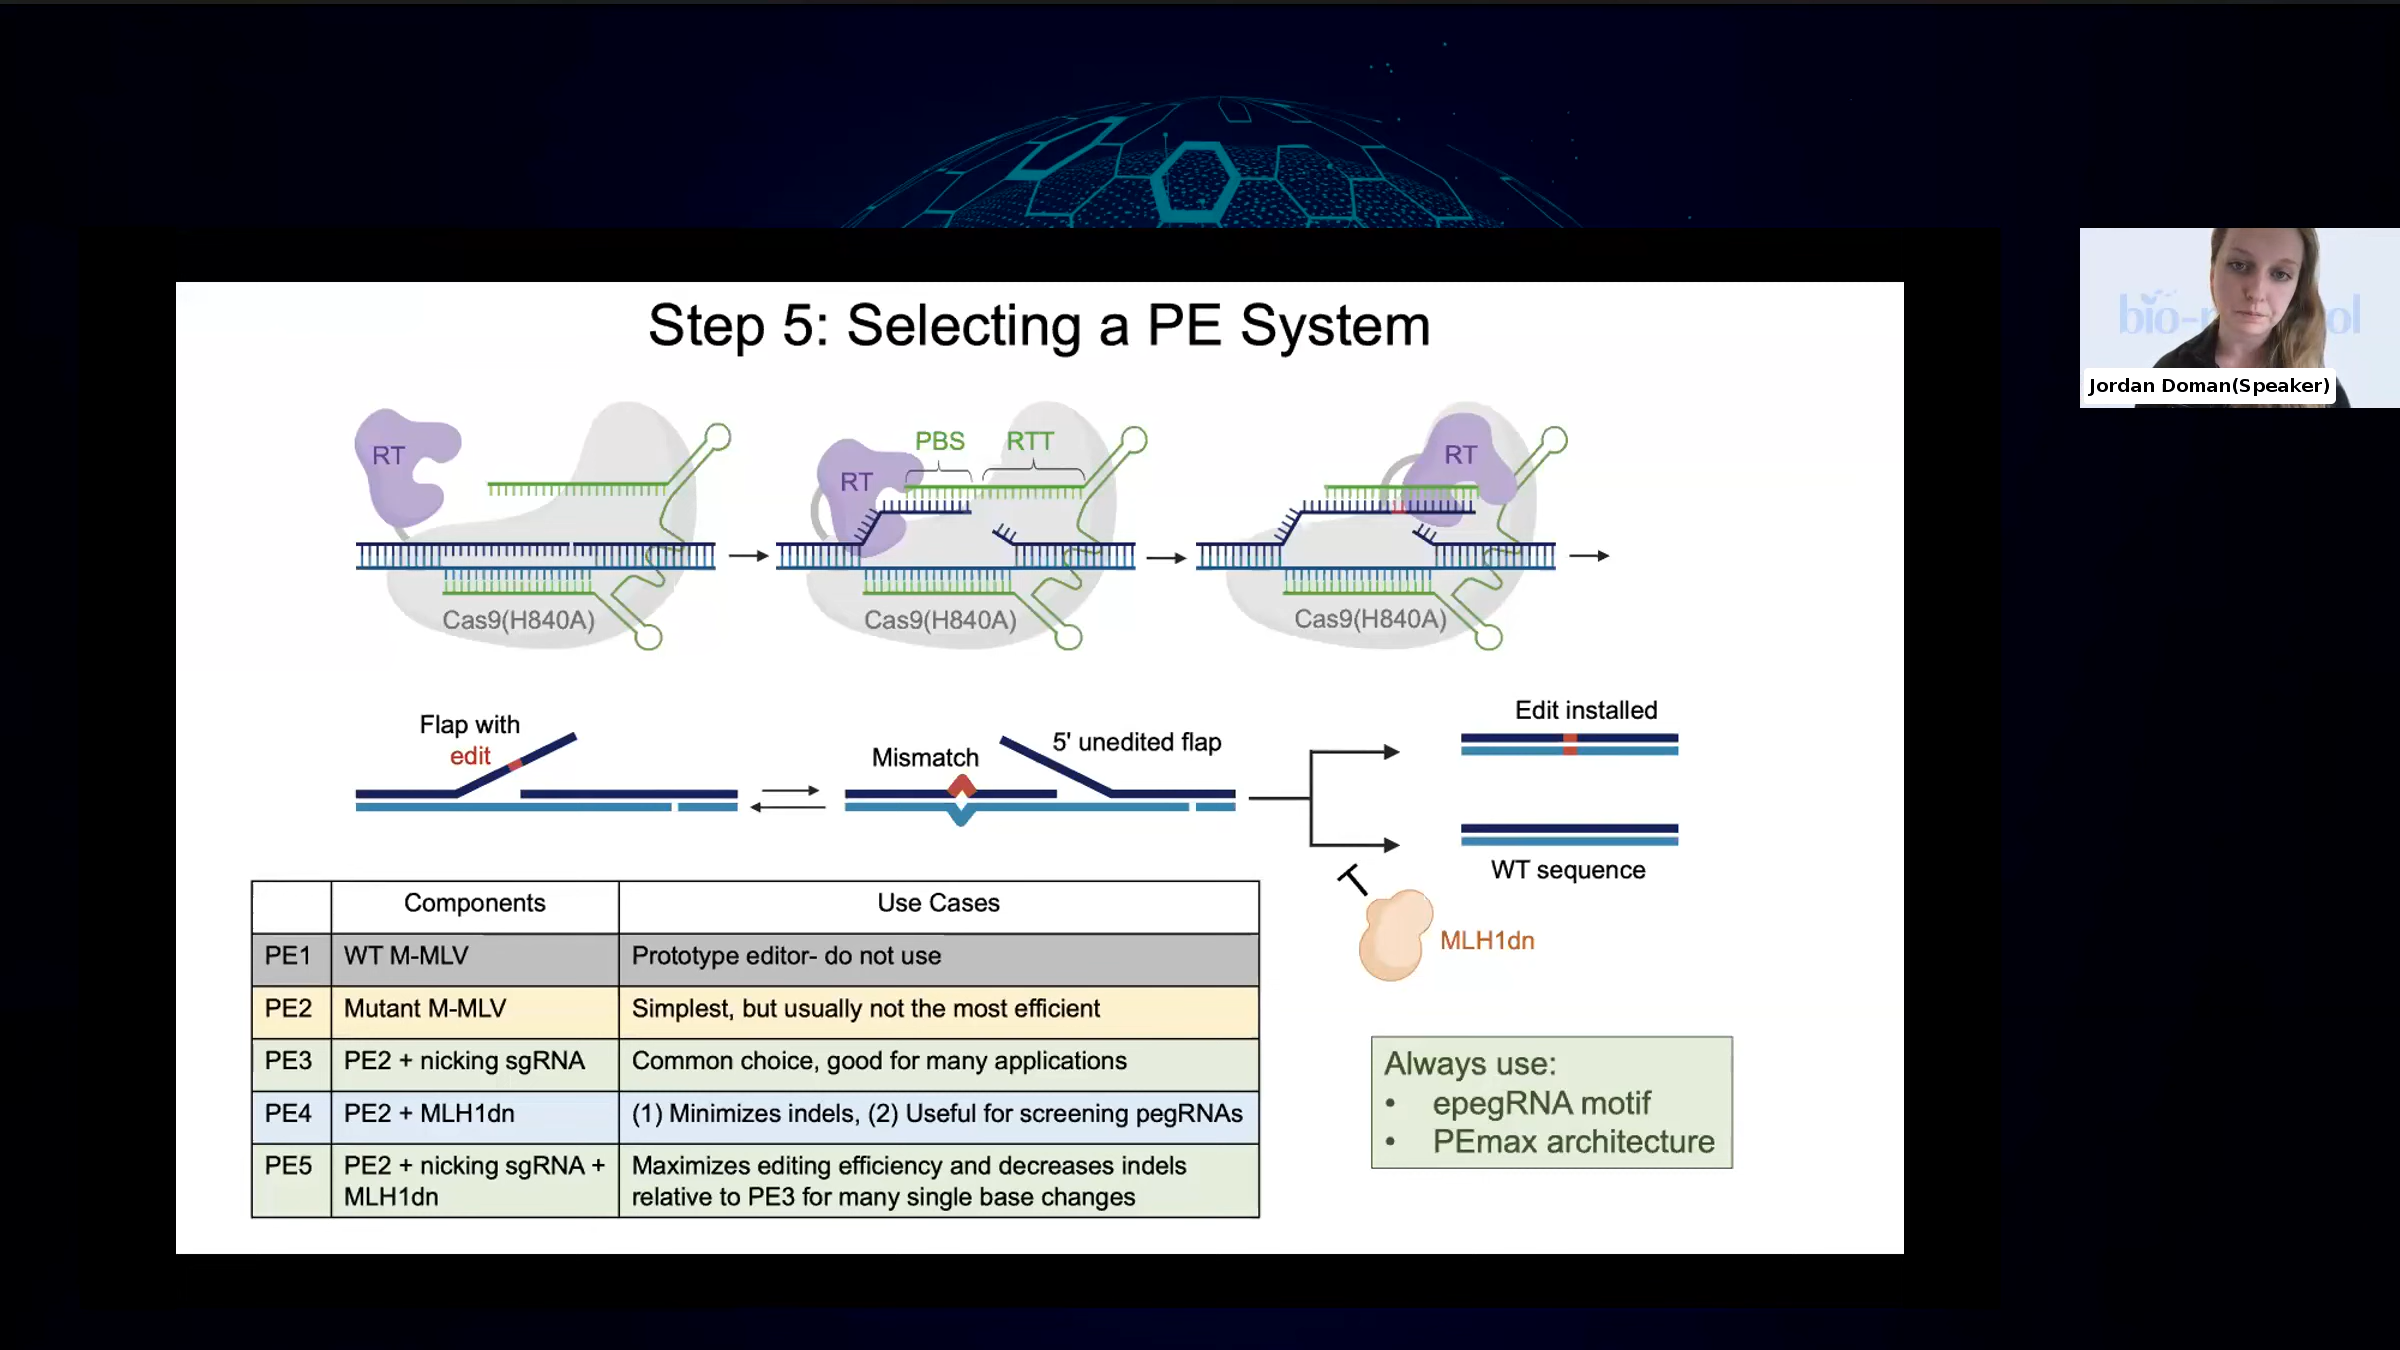 Step 5: Selecting a PE System
RT
Cas9(H840A)
PBS RTT
RT
Cas9(H840A)
RT
Cas9(H840A)
Flap with
edit
Mismatch
5' unedited flap
Edit installed
WT sequence
MLH1dn
Components Use Cases
PE1 WT M-MLV Prototype editor- do not use
PE2 Mutant M-MLV Simplest, but usually not the most efficient
PE3 PE2 + nicking sgRNA Common choice, good for many applications
PE4 PE2 + MLH1dn (1) Minimizes indels, (2) Useful for screening pegRNAs
PE5 PE2 + nicking sgRNA + MLH1dn Maximizes editing efficiency and decreases indels
relative to PE3 for many single base changes
Always use:
• epegRNA motif
• PEmax architecture
Jordan Doman(Speaker)